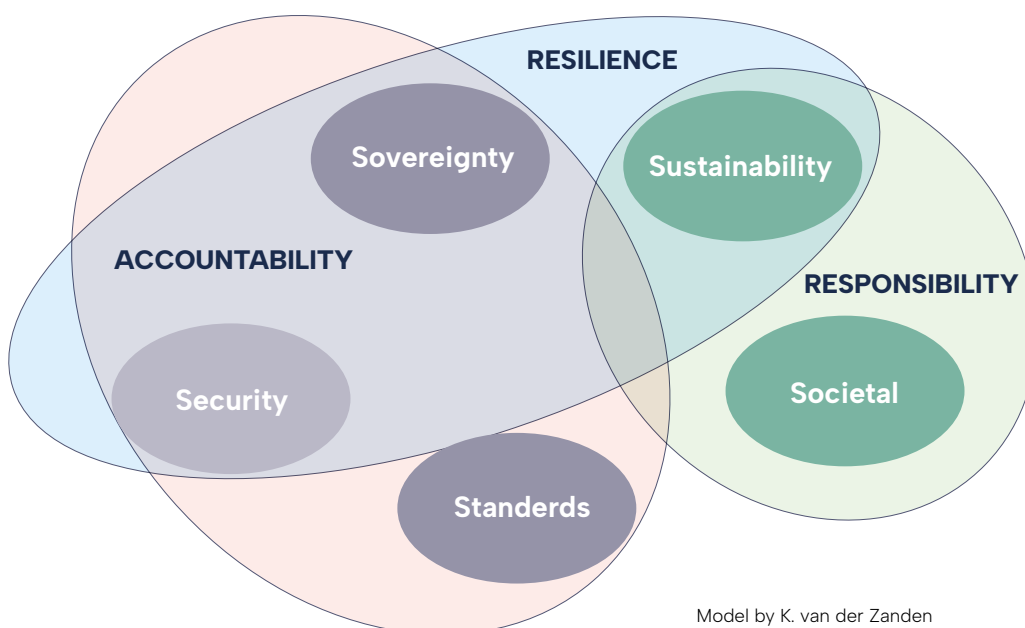 RESILIENCE
Sovereignty
Sustainability
ACCOUNTABILITY
RESPONSIBILITY
Security
Societal
Standerds
Model by K. van der Zanden